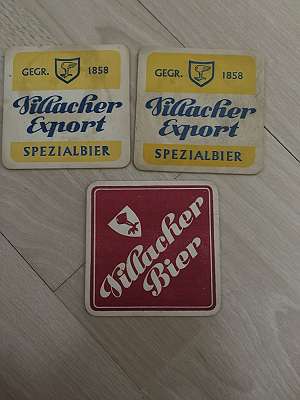 GEGR. 1858
Villacher
Export
SPEZIALBIER
GEGR. 1858
Villacher
Export
SPEZIALBIER
Villacher
Bier